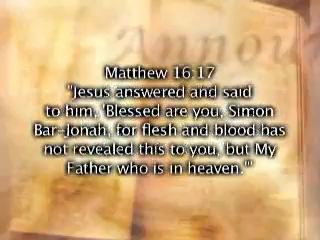 Annou
Matthew 16:17
"Jesus answered and said
to him, 'Blessed are you, Simon
Bar-Jonah, for flesh and blood has
not revealed this to you, but My
Father who is in heaven.'"